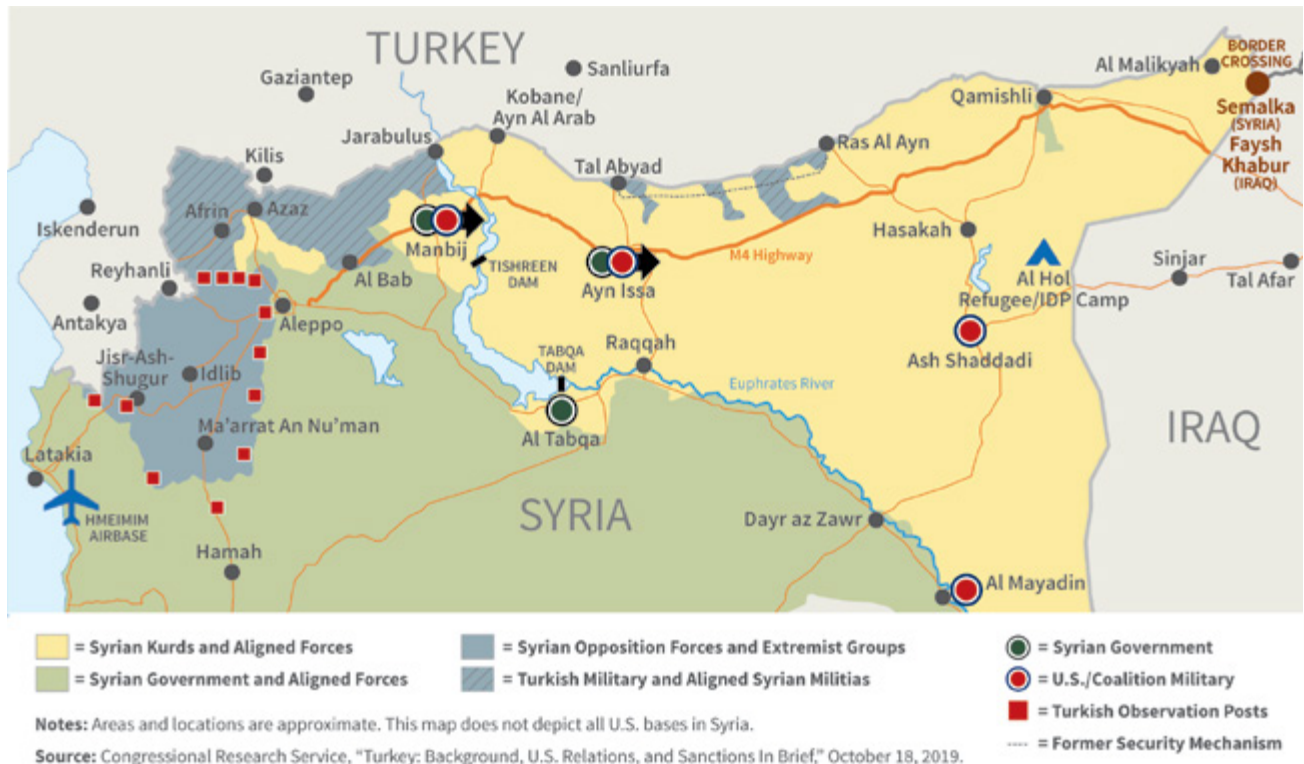 TURKEY
Gaziantep
Sanliurfa
Al Malikyah
BORDER
CROSSING
Semalka
(SYRIA)
Faysh
Khabur
(IRAQ)
Kobane/
Ayn Al Arab
Qamishli
Jarabulus
Kilis
Tal Abyad
Ras Al Ayn
Afrin
Azaz
Iskenderun
Manbij
Hasakah
M4 Highway
Reyhanli
Al Bab
TISHREEN
DAM
Ayn Issa
Al Hol
Refugee/IDP Camp
Sinjar
Tal Afar
Antakya
Aleppo
Raqqah
Ash Shaddadi
Jisr-Ash-
Shugur
Idlib
TABQA
DAM
Euphrates River
Ma'arrat An Nu'man
Al Tabqa
IRAQ
Latakia
HMEIMIM
AIRBASE
SYRIA
Dayr az Zawr
Hamah
Al Mayadin
= Syrian Kurds and Aligned Forces
= Syrian Government and Aligned Forces
= Syrian Opposition Forces and Extremist Groups
= Turkish Military and Aligned Syrian Militias
= Syrian Government
= U.S./Coalition Military
= Turkish Observation Posts
= Former Security Mechanism
Notes: Areas and locations are approximate. This map does not depict all U.S. bases in Syria.
Source: Congressional Research Service, "Turkey: Background, U.S. Relations, and Sanctions In Brief," October 18, 2019.